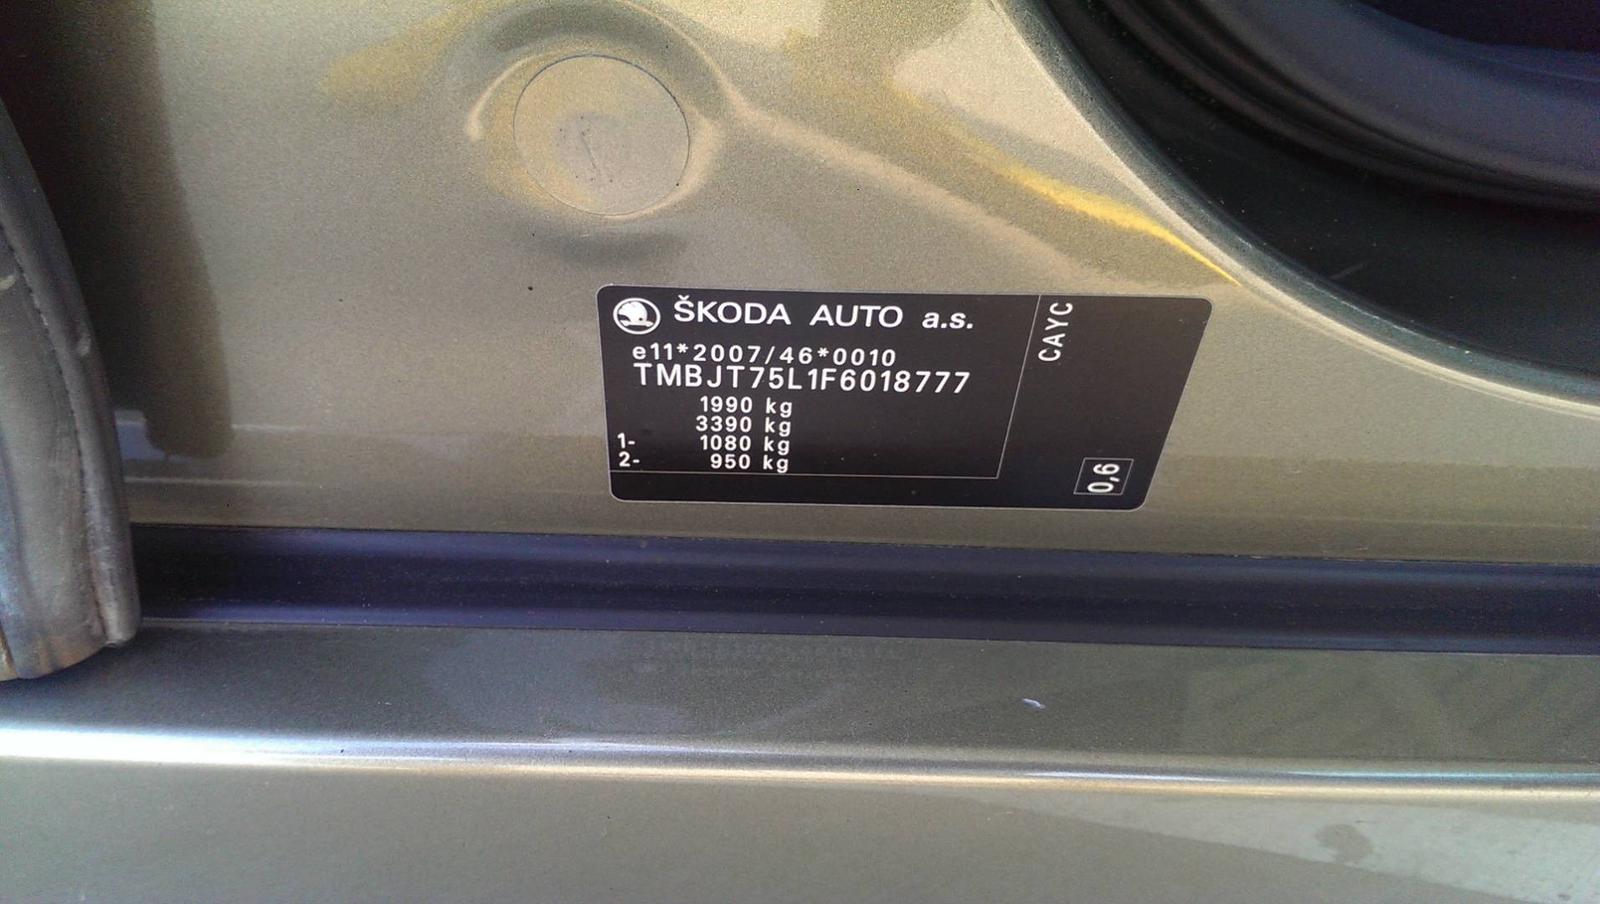 ŠKODA AUTO a.s.
e11*2007/46*0010
TMBJT75L1F6018777
1990 kg
3390 kg
1- 1080 kg
2- 950 kg
CAYC
0,6